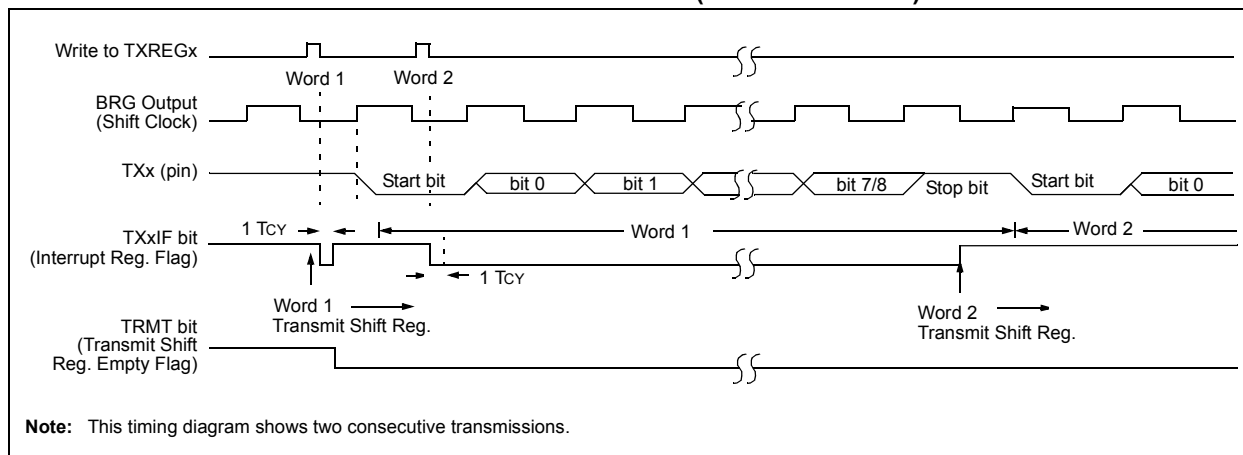 Write to TXREGx
Word 1
Word 2
BRG Output
(Shift Clock)
TXx (pin)
Start bit
bit 0
bit 1
bit 7/8
Stop bit
Start bit
bit 0
1 TCY
TXxIF bit
(Interrupt Reg. Flag)
Word 1
Word 2
1 TCY
Word 1
Transmit Shift Reg.
Word 2
Transmit Shift Reg.
TRMT bit
(Transmit Shift
Reg. Empty Flag)
Note: This timing diagram shows two consecutive transmissions.